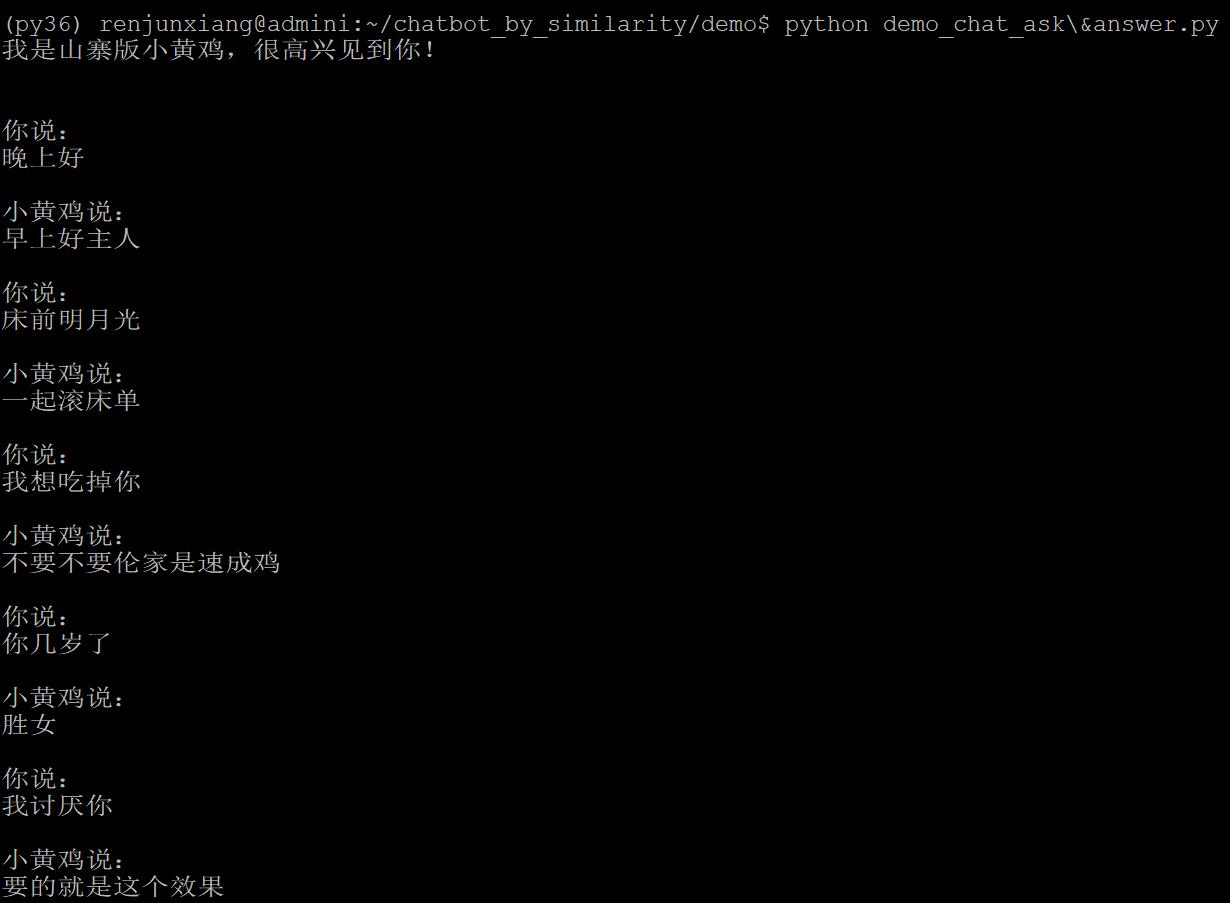 (py36) renjunxiang@admini:~/chatbot_by_similarity/demo$ python demo_chat_ask\&answer.py
我是山寨版小黄鸡，很高兴见到你！
你说：
晚上好
小黄鸡说：
早上好主人
你说：
床前明月光
小黄鸡说：
一起滚床单
你说：
我想吃掉你
小黄鸡说：
不要不要伦家是速成鸡
你说：
你几岁了
小黄鸡说：
胜女
你说：
我讨厌你
小黄鸡说：
要的就是这个效果